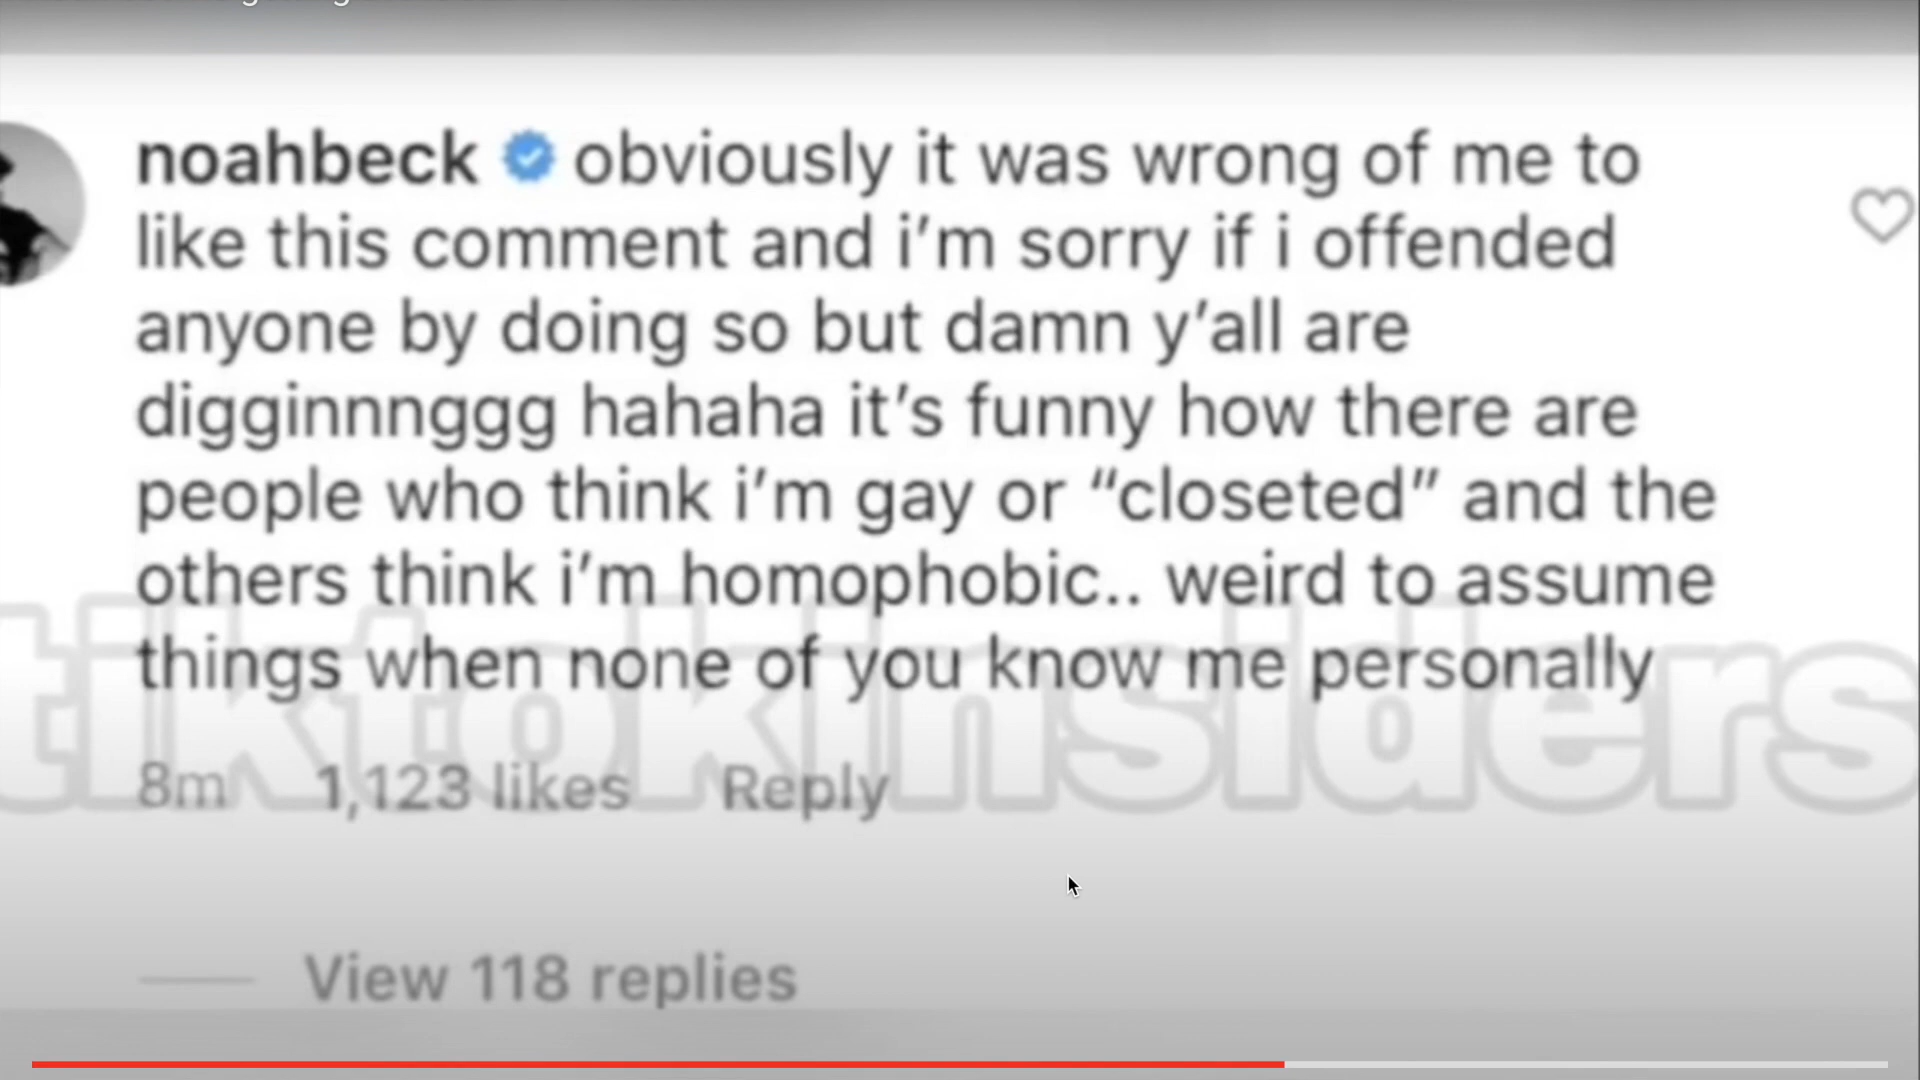 noahbeck obviously it was wrong of me to
like this comment and i’m sorry if i offended
anyone by doing so but damn y’all are
digginnnggg hahaha it’s funny how there are
people who think i’m gay or “closeted” and the
others think i’m homophobic.. weird to assume
things when none of you know me personally
tiktokinsiders
8m 1,123 likes Reply
View 118 replies